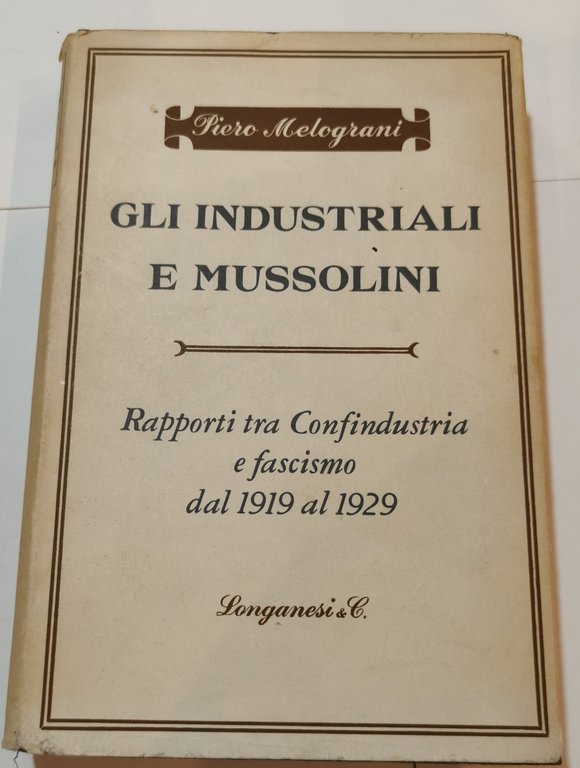 Piero Melograni
GLI INDUSTRIALI
E MUSSOLINI
Rapporti tra Confindustria
e fascismo
dal 1919 al 1929
Longanesi & C.